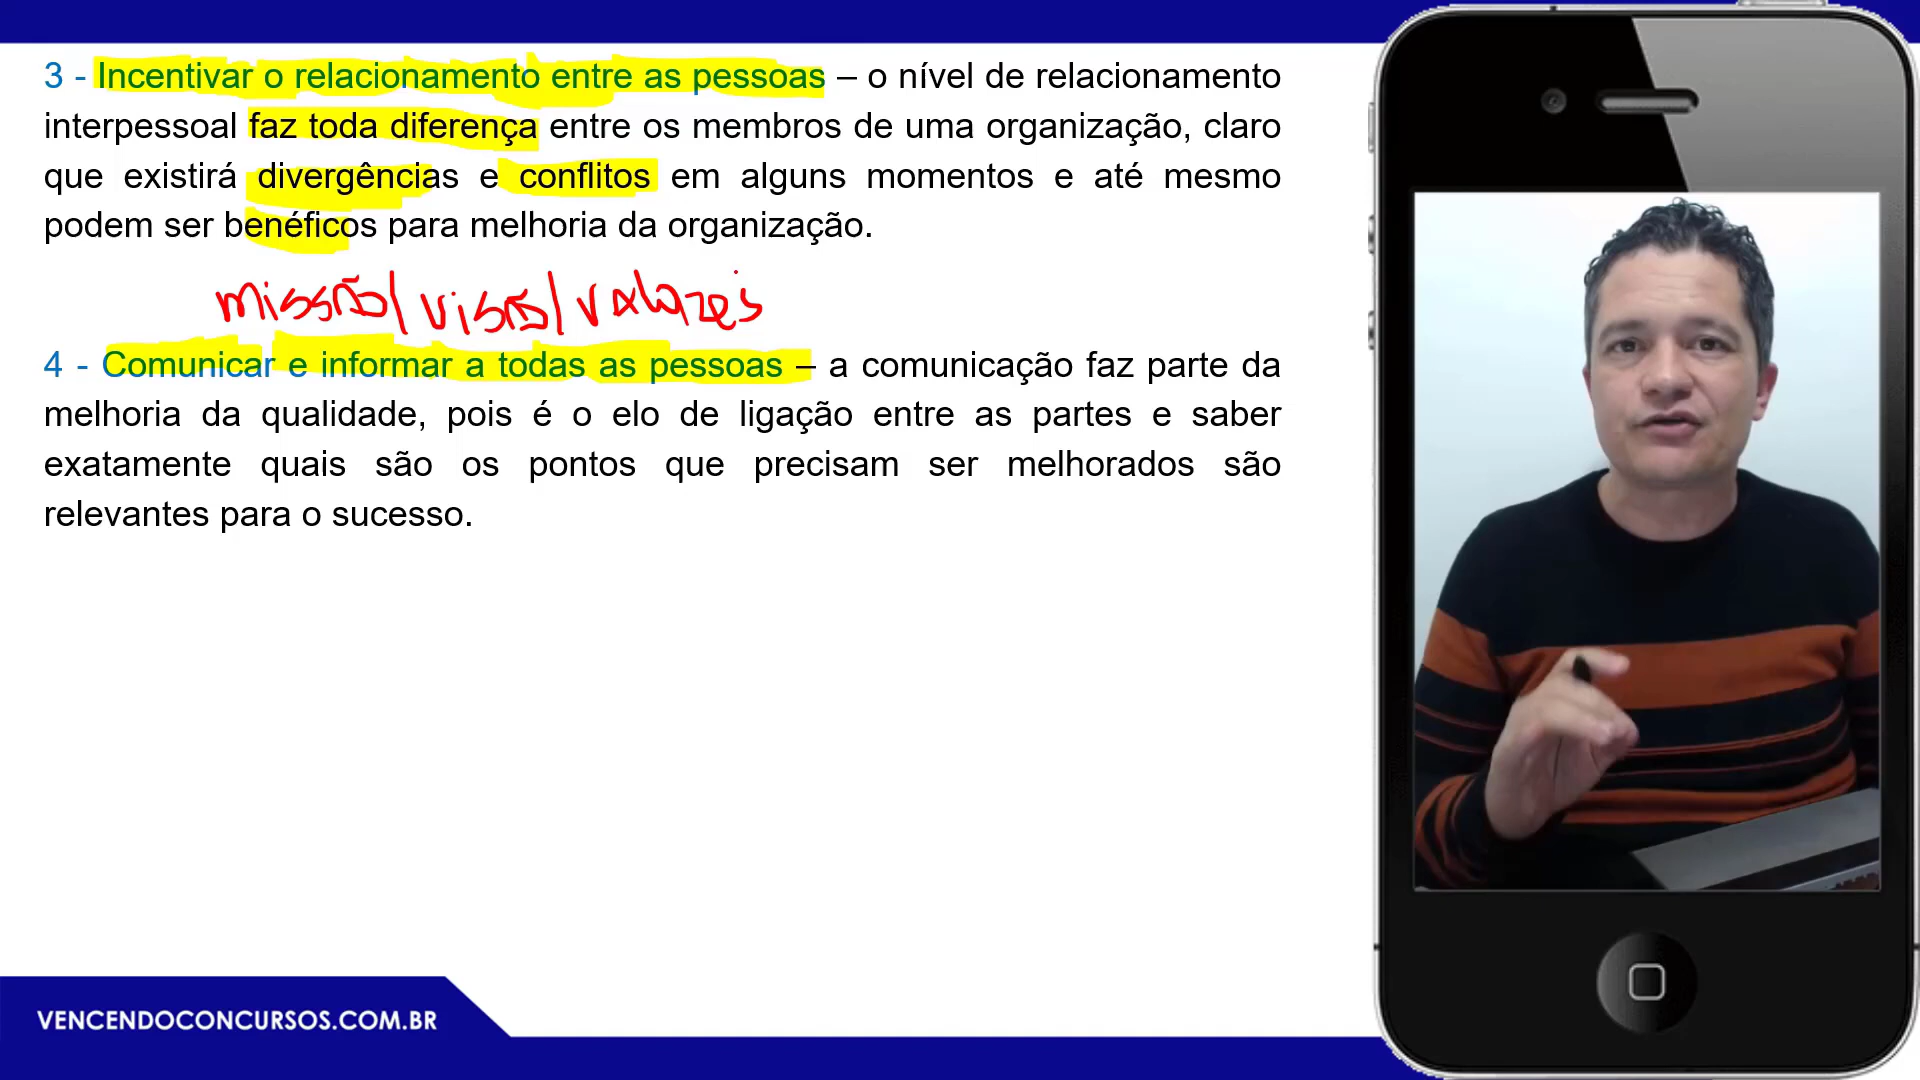 3 - Incentivar o relacionamento entre as pessoas – o nível de relacionamento
interpessoal faz toda diferença entre os membros de uma organização, claro
que existirá divergências e conflitos em alguns momentos e até mesmo
podem ser benéficos para melhoria da organização.
missão/visão/valores
4 - Comunicar e informar a todas as pessoas – a comunicação faz parte da
melhoria da qualidade, pois é o elo de ligação entre as partes e saber
exatamente quais são os pontos que precisam ser melhorados são
relevantes para o sucesso.
VENCENDOCONCURSOS.COM.BR